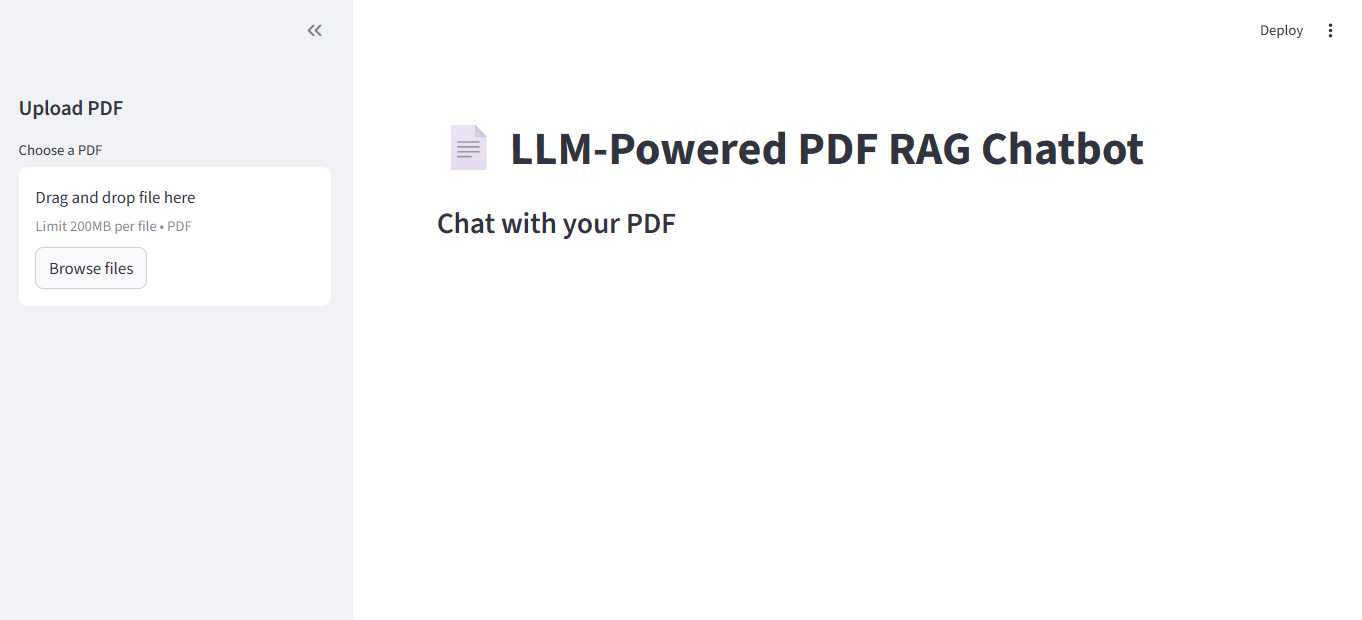 Deploy
Upload PDF
Choose a PDF
Drag and drop file here
Limit 200MB per file • PDF
Browse files
LLM-Powered PDF RAG Chatbot
Chat with your PDF